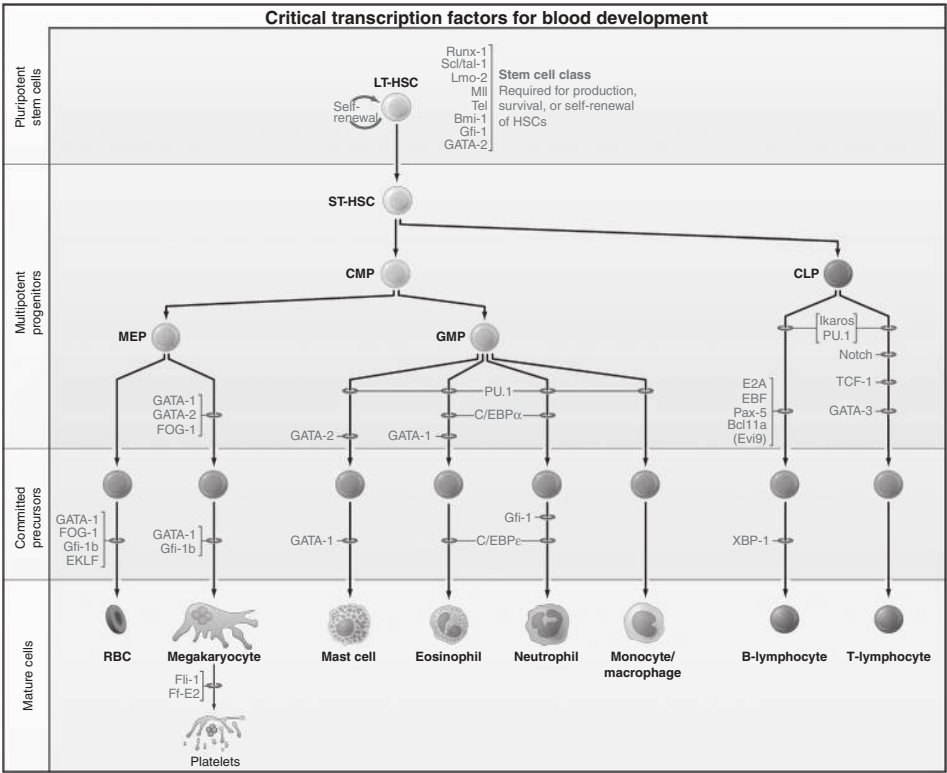 Critical transcription factors for blood development
Pluripotent
stem cells
LT-HSC
Self-
renewal
Runx-1
Scl/tal-1
Lmo-2
Mll
Tel
Bmi-1
Gfi-1
GATA-2
Stem cell class
Required for production,
survival, or self-renewal
of HSCs
Multipotent
progenitors
ST-HSC
CMP
CLP
MEP
GMP
Ikaros
PU.1
Notch
TCF-1
GATA-3
E2A
EBF
Pax-5
Bcl11a
(Evi9)
GATA-1
GATA-2
FOG-1
PU.1
C/EBPα
GATA-2
GATA-1
Committed
precursors
GATA-1
FOG-1
Gfi-1b
EKLF
GATA-1
Gfi-1b
GATA-1
Gfi-1
C/EBPε
XBP-1
Mature cells
RBC
Megakaryocyte
Mast cell
Eosinophil
Neutrophil
Monocyte/
macrophage
B-lymphocyte
T-lymphocyte
Fli-1
Ff-E2
Platelets